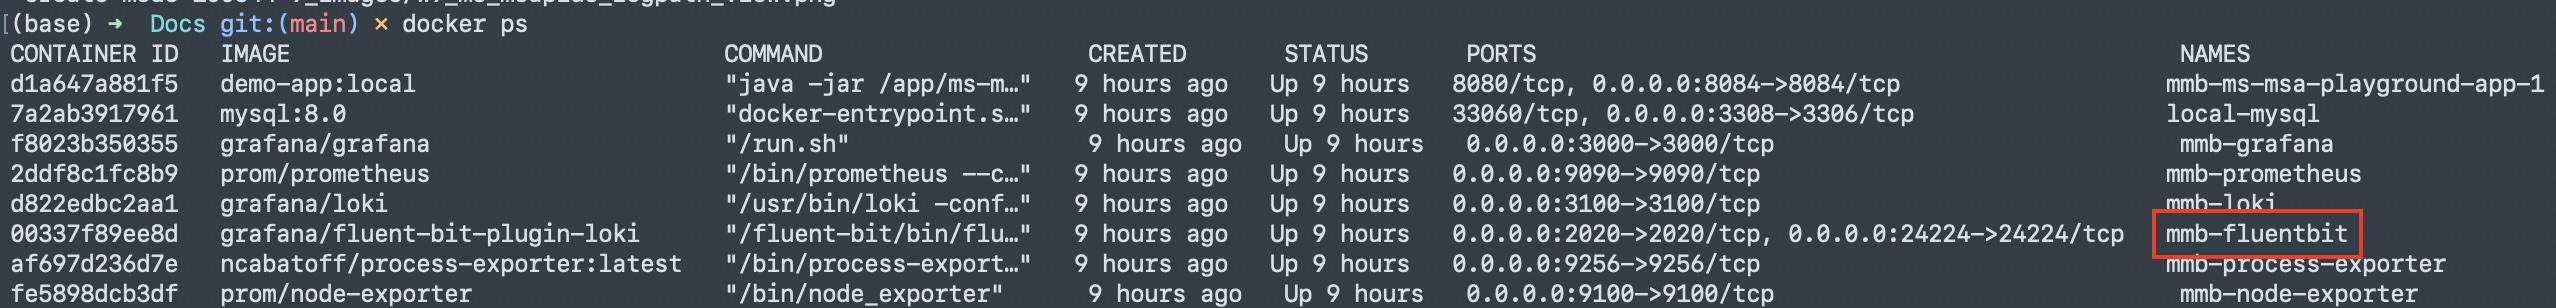 (base) ➜ Docs git:(main) ✗ docker ps
CONTAINER ID IMAGE COMMAND CREATED STATUS PORTS NAMES
d1a647a881f5 demo-app:local "java -jar /app/ms-m…" 9 hours ago Up 9 hours 8080/tcp, 0.0.0.0:8084->8084/tcp mmb-ms-msa-playground-app-1
7a2ab3917961 mysql:8.0 "docker-entrypoint.s…" 9 hours ago Up 9 hours 33060/tcp, 0.0.0.0:3308->3306/tcp local-mysql
f8023b350355 grafana/grafana "/run.sh" 9 hours ago Up 9 hours 0.0.0.0:3000->3000/tcp mmb-grafana
2ddf8c1fc8b9 prom/prometheus "/bin/prometheus --c…" 9 hours ago Up 9 hours 0.0.0.0:9090->9090/tcp mmb-prometheus
d822edbc2aa1 grafana/loki "/usr/bin/loki -conf…" 9 hours ago Up 9 hours 0.0.0.0:3100->3100/tcp mmb-loki
00337f89ee8d grafana/fluent-bit-plugin-loki "/fluent-bit/bin/flu…" 9 hours ago Up 9 hours 0.0.0.0:2020->2020/tcp, 0.0.0.0:24224->24224/tcp mmb-fluentbit
af697d236d7e ncabatoff/process-exporter:latest "/bin/process-export…" 9 hours ago Up 9 hours 0.0.0.0:9256->9256/tcp mmb-process-exporter
fe5898dcb3df prom/node-exporter "/bin/node_exporter" 9 hours ago Up 9 hours 0.0.0.0:9100->9100/tcp mmb-node-exporter